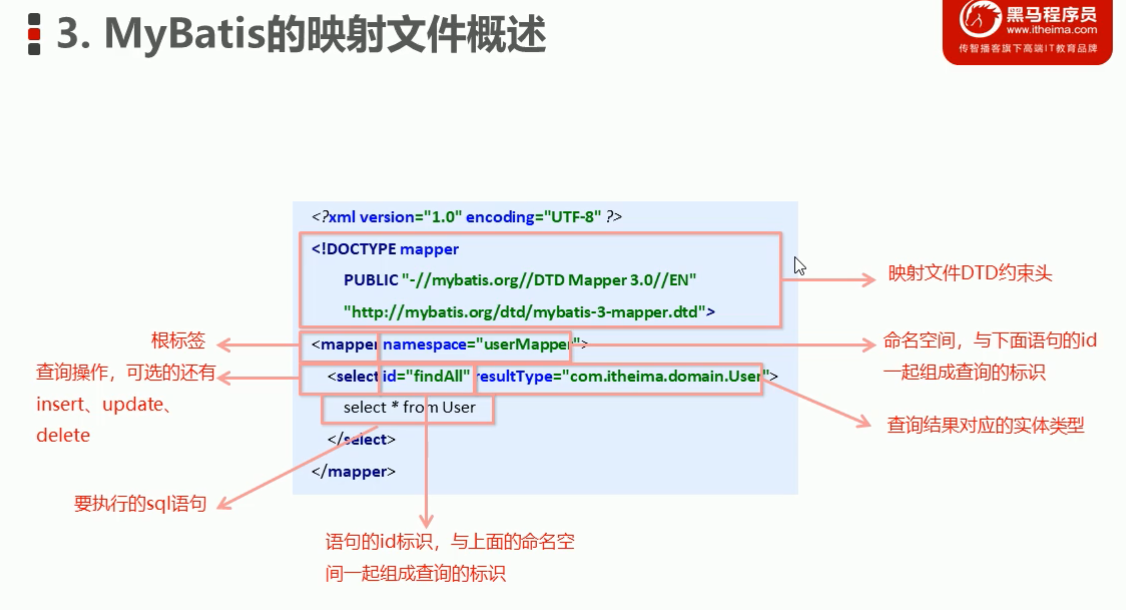 3. MyBatis的映射文件概述
黑马程序员
www.itheima.com
传智播客旗下高端IT教育品牌
<?xml version="1.0" encoding="UTF-8" ?>
<!DOCTYPE mapper
PUBLIC "-//mybatis.org//DTD Mapper 3.0//EN"
"http://mybatis.org/dtd/mybatis-3-mapper.dtd">
映射文件DTD约束头
根标签
<mapper namespace="userMapper">
命名空间，与下面语句的id
一起组成查询的标识
查询操作，可选的还有
insert、update、
delete
<select id="findAll" resultType="com.itheima.domain.User">
查询结果对应的实体类型
select * from User
</select>
</mapper>
要执行的sql语句
语句的id标识，与上面的命名空
间一起组成查询的标识